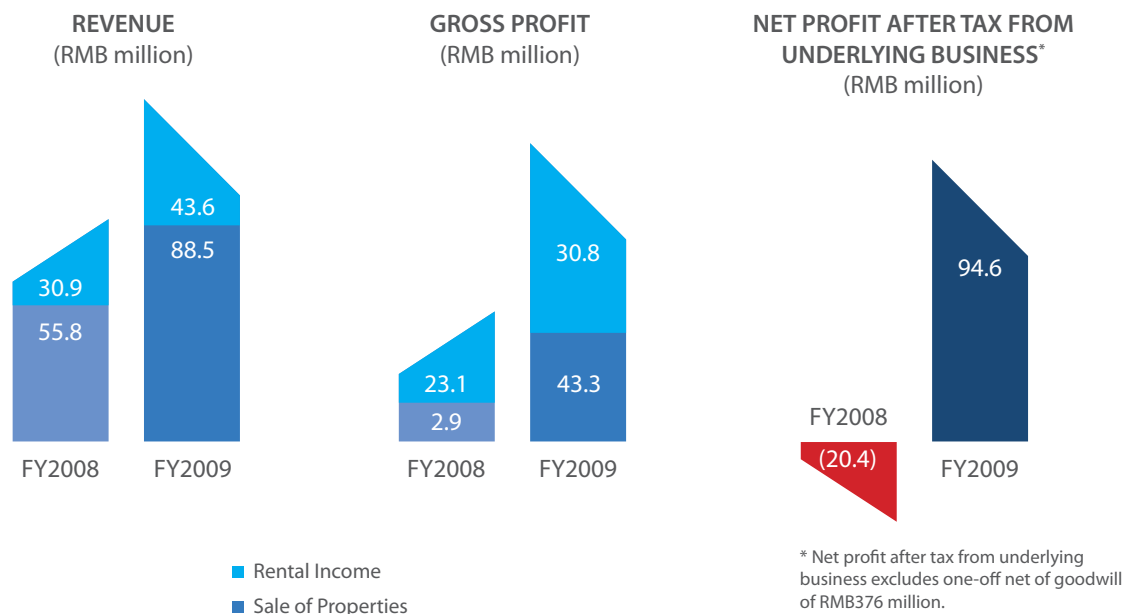 REVENUE
(RMB million)
30.9
55.8
FY2008
43.6
88.5
FY2009
GROSS PROFIT
(RMB million)
23.1
2.9
FY2008
30.8
43.3
FY2009
NET PROFIT AFTER TAX FROM
UNDERLYING BUSINESS*
(RMB million)
FY2008
(20.4)
94.6
FY2009
Rental Income
Sale of Properties
* Net profit after tax from underlying
business excludes one-off net of goodwill
of RMB376 million.